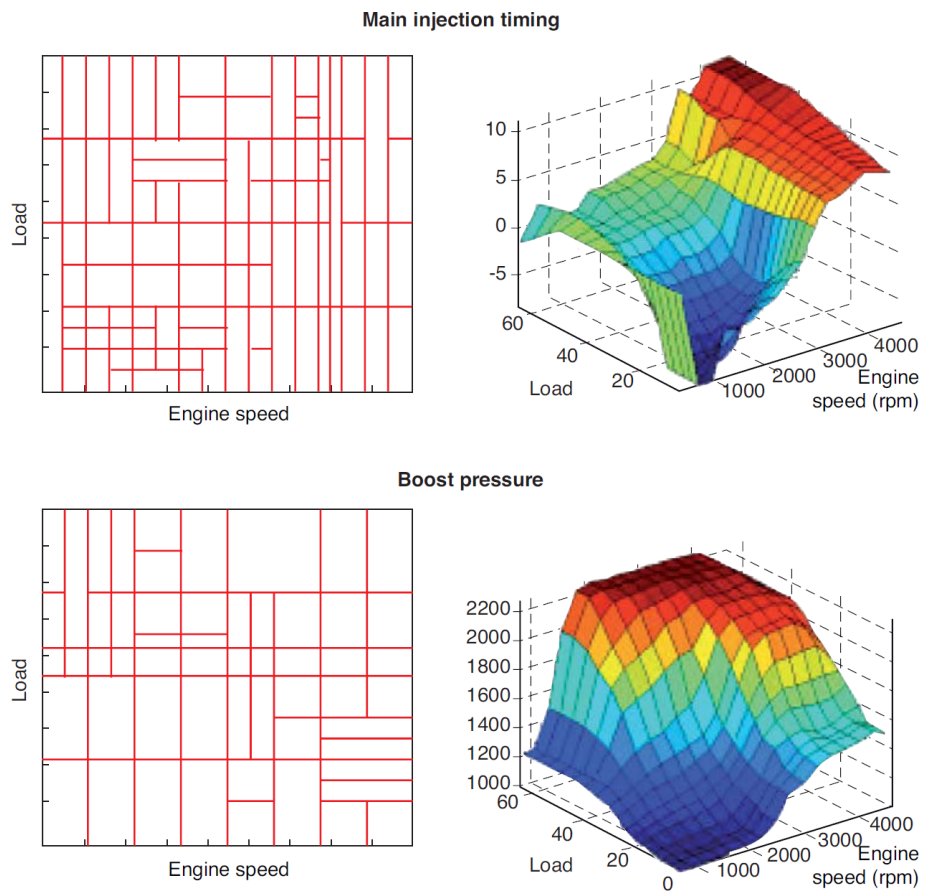 Main injection timing
Load
Engine speed
10
5
0
-5
60
40
20
Load
1000
2000
3000
4000
Engine
speed (rpm)
Boost pressure
Load
Engine speed
2200
2000
1800
1600
1400
1200
1000
60
40
20
0
Load
1000
2000
3000
4000
Engine
speed (rpm)